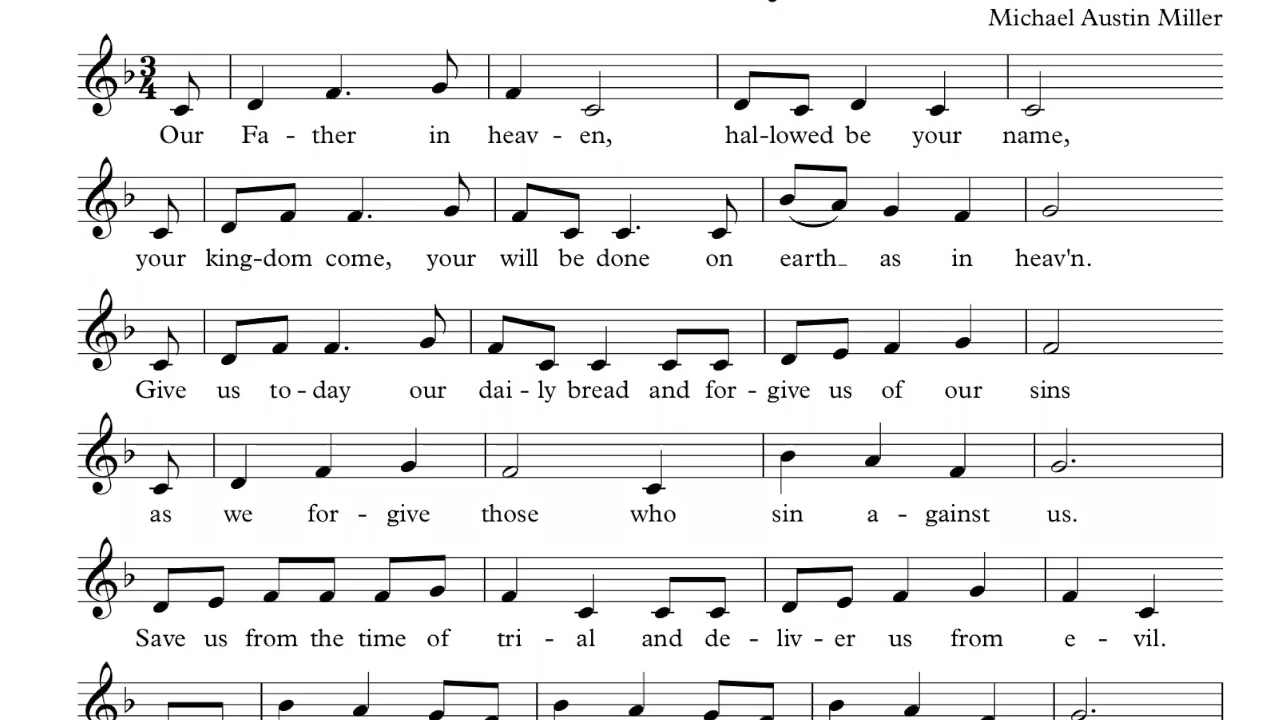 Michael Austin Miller
3
4
Our Fa - ther in heav - en, hal-lowed be your name,
your king-dom come, your will be done on earth_ as in heav'n.
Give us to - day our dai - ly bread and for - give us of our sins
as we for - give those who sin a - gainst us.
Save us from the time of tri - al and de - liv - er us from e - vil.